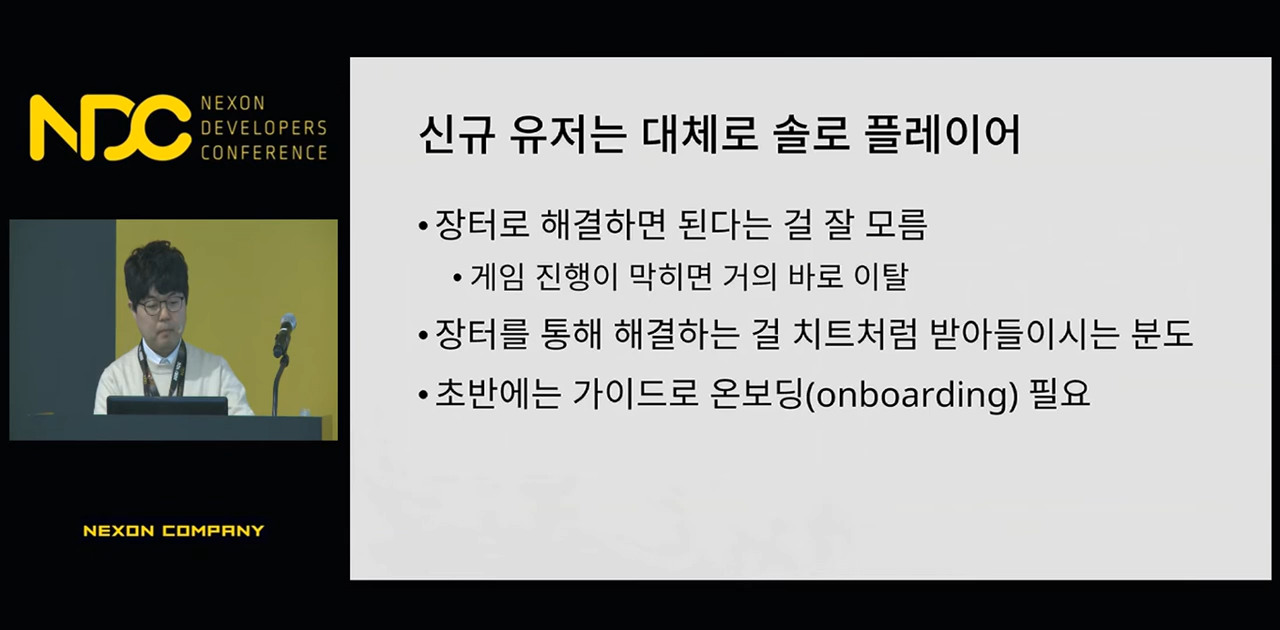 NDC
NEXON
DEVELOPERS
CONFERENCE
신규 유저는 대체로 솔로 플레이어
• 장터로 해결하면 된다는 걸 잘 모름
• 게임 진행이 막히면 거의 바로 이탈
• 장터를 통해 해결하는 걸 치트처럼 받아들이시는 분도
• 초반에는 가이드로 온보딩(onboarding) 필요
NEXON COMPANY